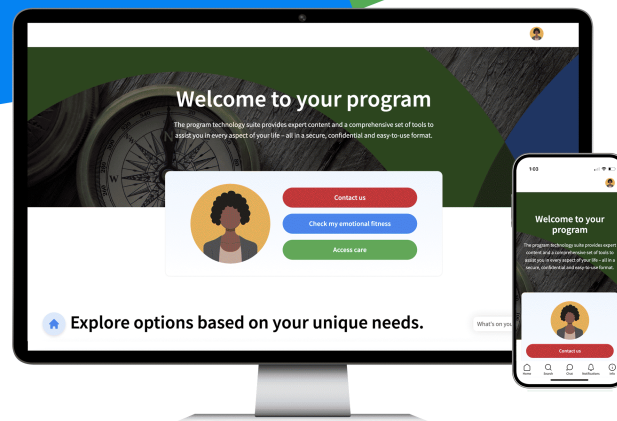 Welcome to your program
The program technology suite provides expert content and a comprehensive set of tools to
assist you in every aspect of your life – all in a secure, confidential and easy-to-use format.
W
Contact us
Check my emotional fitness
Access care
Explore options based on your unique needs.
What's on you
1:03
Welcome to your
program
The program technology suite provides expert
content and a comprehensive set of tools to
assist you in every aspect of your life – all in a
secure, confidential and easy-to-use format.
Contact us
Home
Search
Chat
Notifications
Info